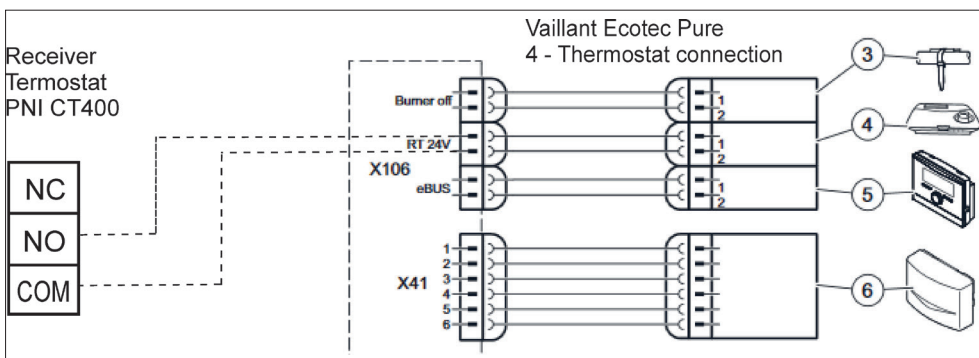 Receiver
Termostat
PNI CT400
NC
NO
COM
Vaillant Ecotec Pure
4 - Thermostat connection
Burner off
RT 24V
X106
eBUS
1
2
1
2
1
2
X41
1
2
3
4
5
6
3
4
5
6